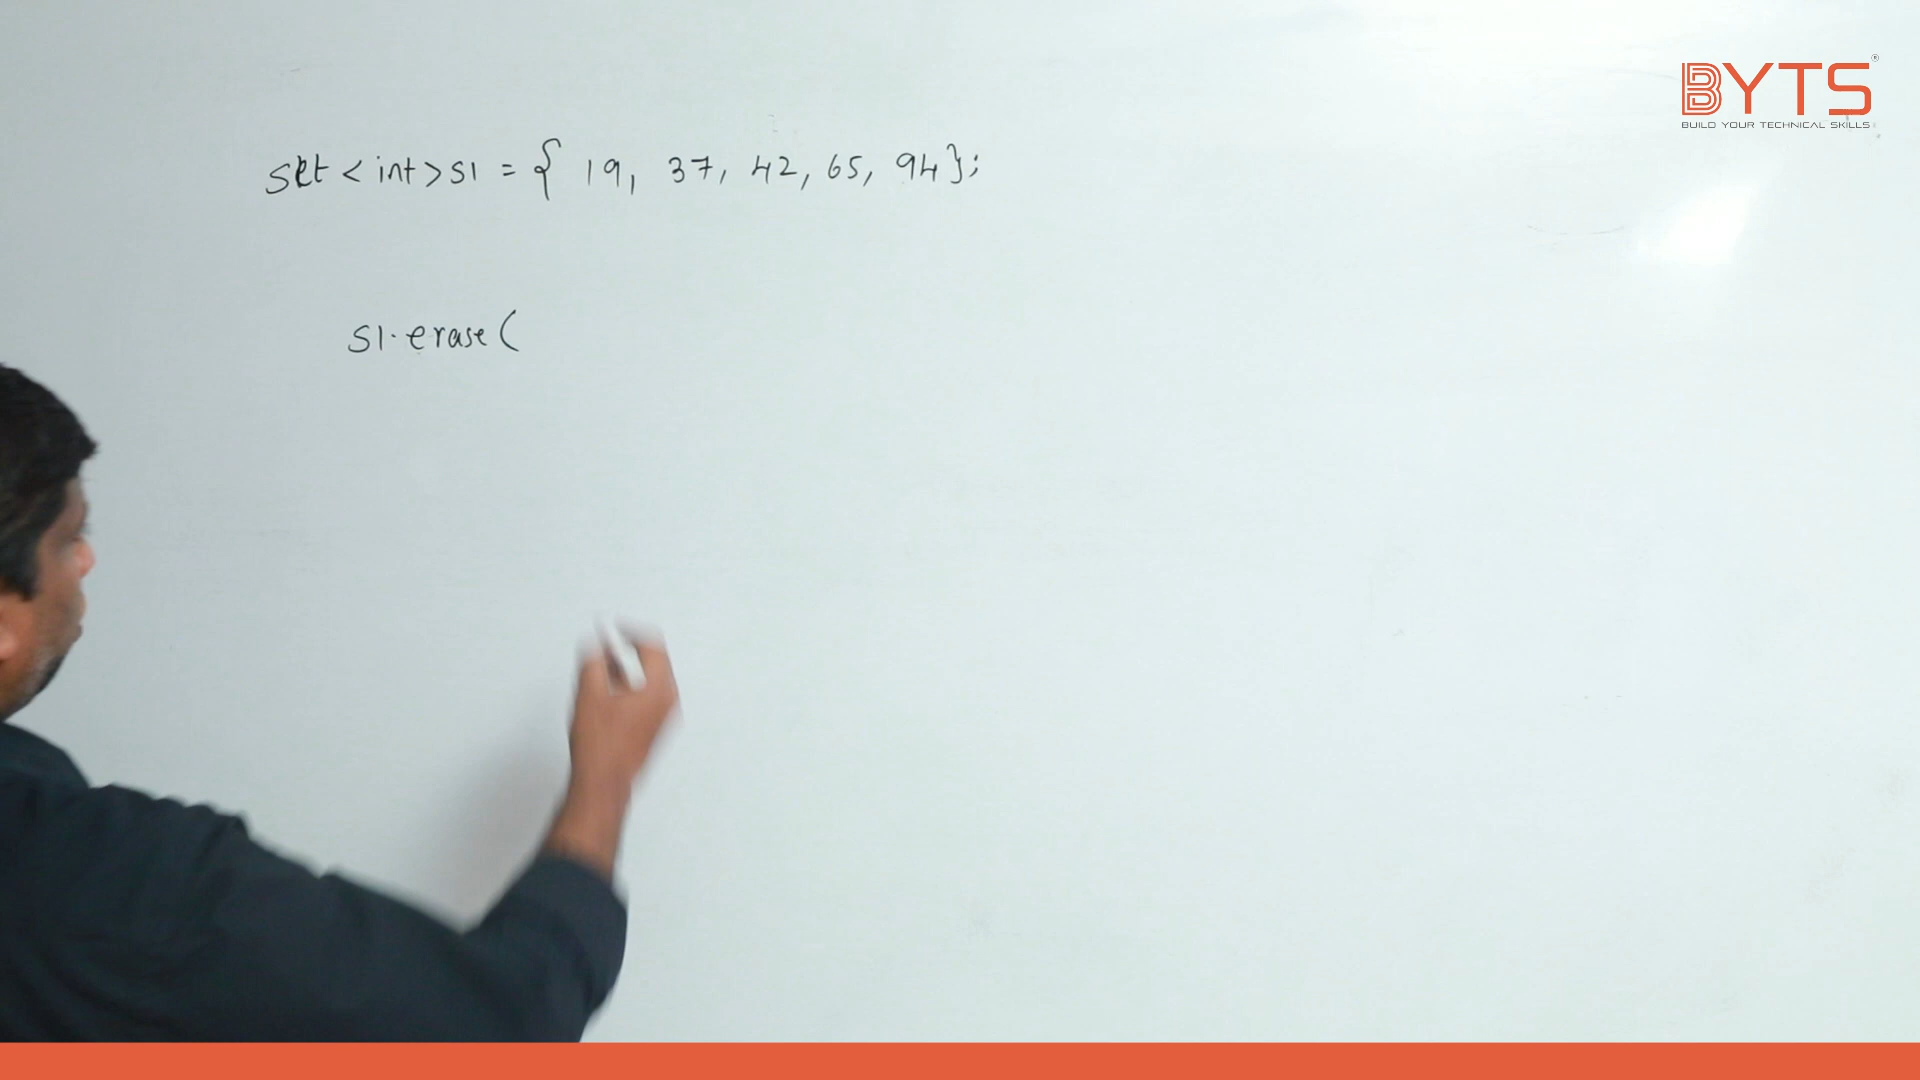 BYTS®
BUILD YOUR TECHNICAL SKILLS
set <int> s1 = { 19, 37, 42, 65, 94};
s1.erase(